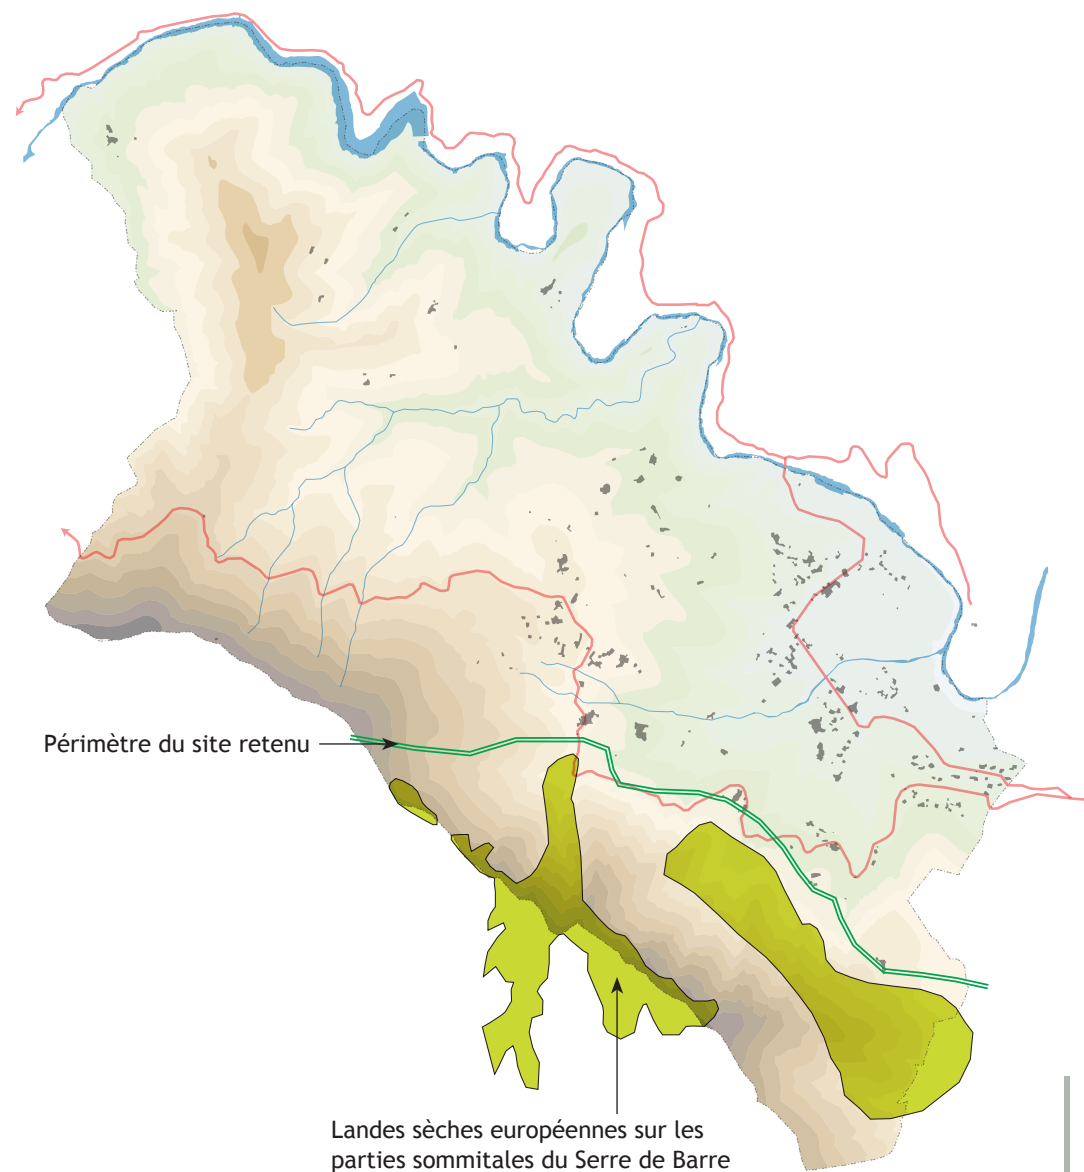 Périmètre du site retenu
Landes sèches européennes sur les
parties sommitales du Serre de Barre